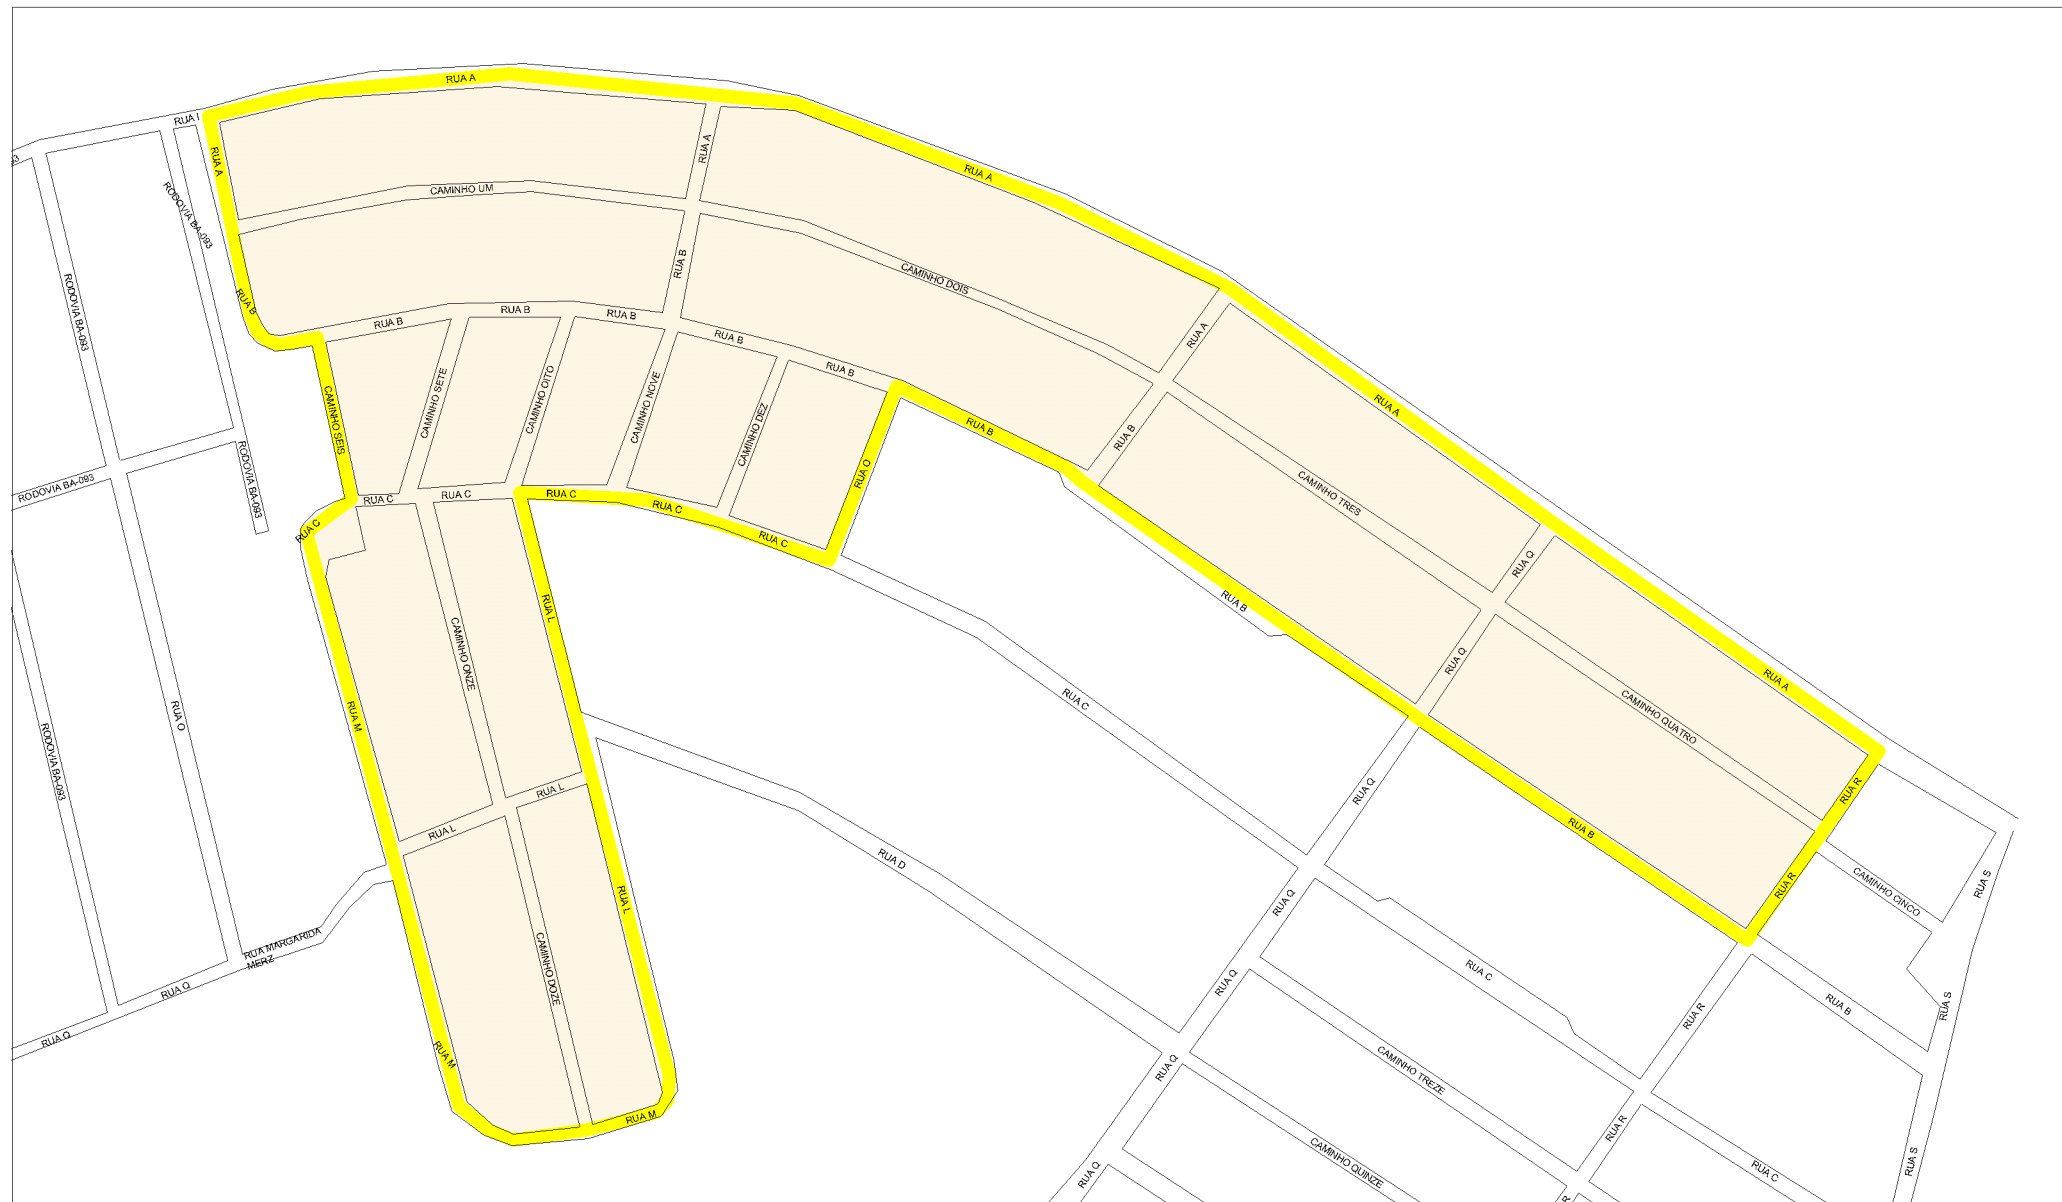 RUA A
RUA I
RUA A
RUA A
RUA A
CAMINHO UM
RODOVIA BA-093
RUA B
CAMINHO DOIS
RODOVIA BA-093
RUA B
RUA B
RUA B
RUA B
RUA B
RUA A
RUA B
CAMINHO SETE
CAMINHO OITO
CAMINHO NOVE
CAMINHO DEZ
CAMINHO SEIS
RUA A
RUA B
RUA B
RUA O
RODOVIA BA-093
RODOVIA BA-093
RUA C
RUA C
RUA C
RUA C
RUA C
RUA C
CAMINHO TRES
RUA Q
RUA L
RUA B
CAMINHO ONZE
RUA Q
RUA A
RUA C
RUA M
RUA O
CAMINHO QUATRO
RODOVIA BA-093
RUA L
RUA Q
RUA R
RUA L
RUA B
RUA D
RUA L
RUA Q
RUA R
CAMINHO CINCO
RUA S
RUA MARGARIDA
MERZ
CAMINHO DOZE
RUA Q
RUA C
RUA Q
RUA R
RUA B
RUA S
RUA Q
RUA M
RUA Q
CAMINHO TREZE
RUA M
RUA R
CAMINHO QUINZE
RUA Q
RUA C
RUA S